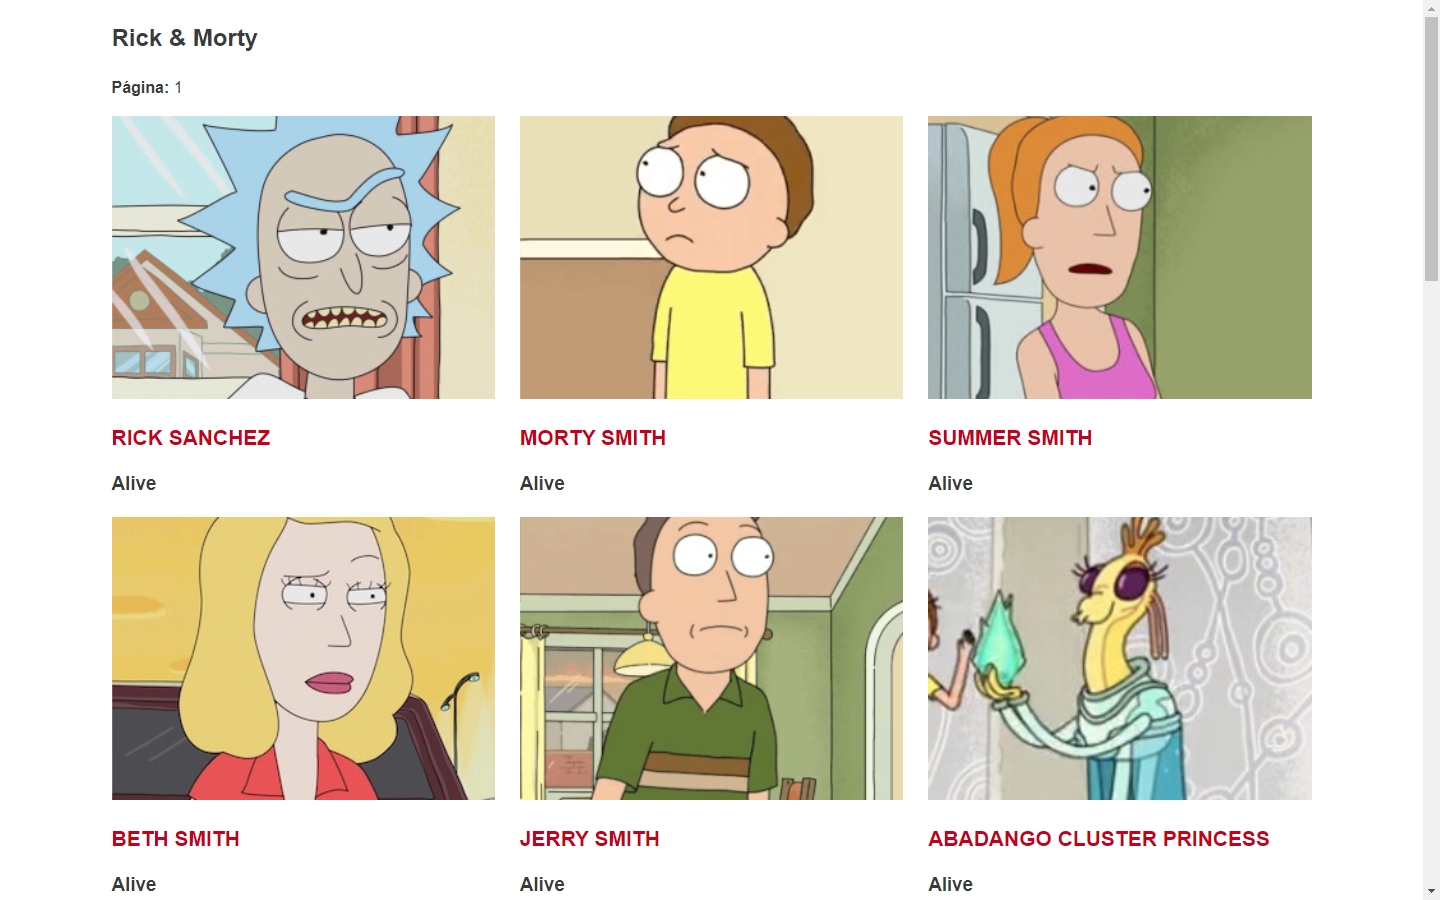 Rick & Morty
Página: 1
RICK SANCHEZ
Alive
MORTY SMITH
Alive
SUMMER SMITH
Alive
BETH SMITH
Alive
JERRY SMITH
Alive
ABADANGO CLUSTER PRINCESS
Alive